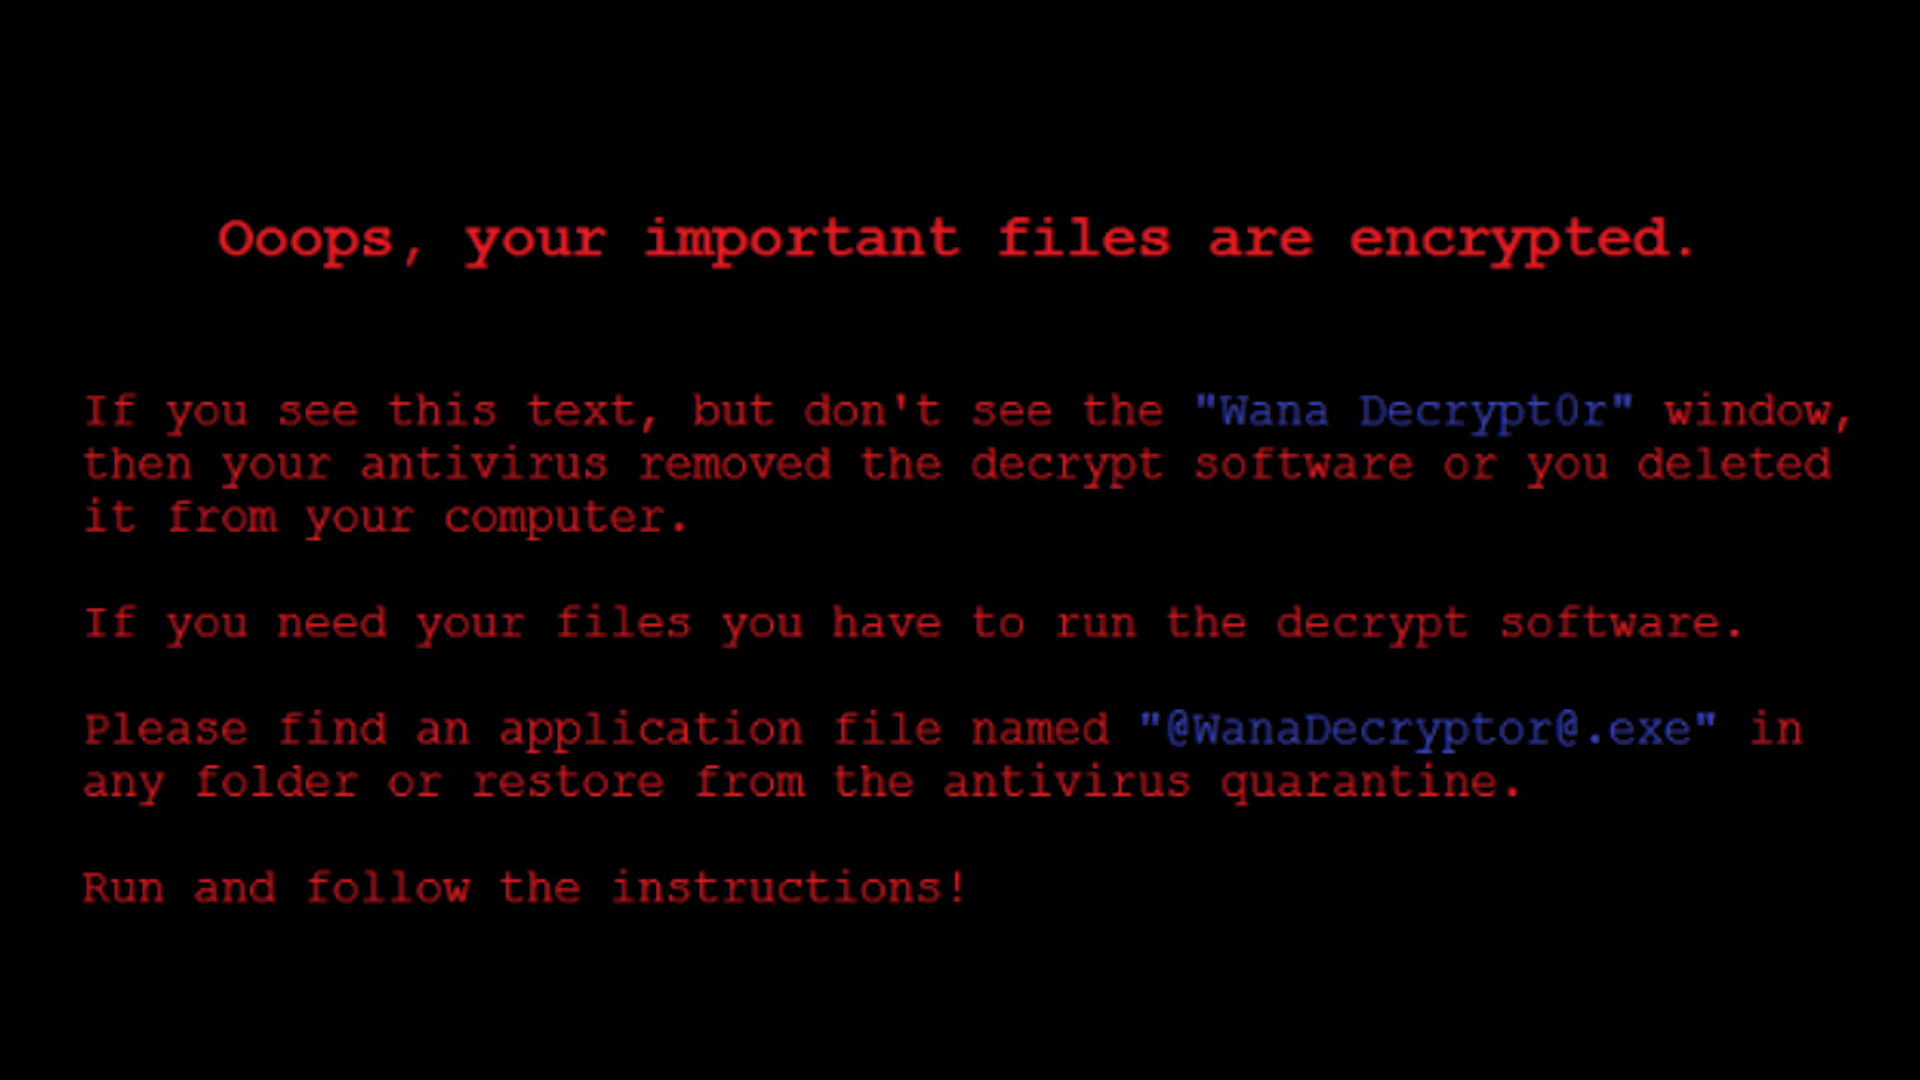 Ooops, your important files are encrypted.
If you see this text, but don't see the "Wana Decrypt0r" window,
then your antivirus removed the decrypt software or you deleted
it from your computer.
If you need your files you have to run the decrypt software.
Please find an application file named "@WanaDecryptor@.exe" in
any folder or restore from the antivirus quarantine.
Run and follow the instructions!